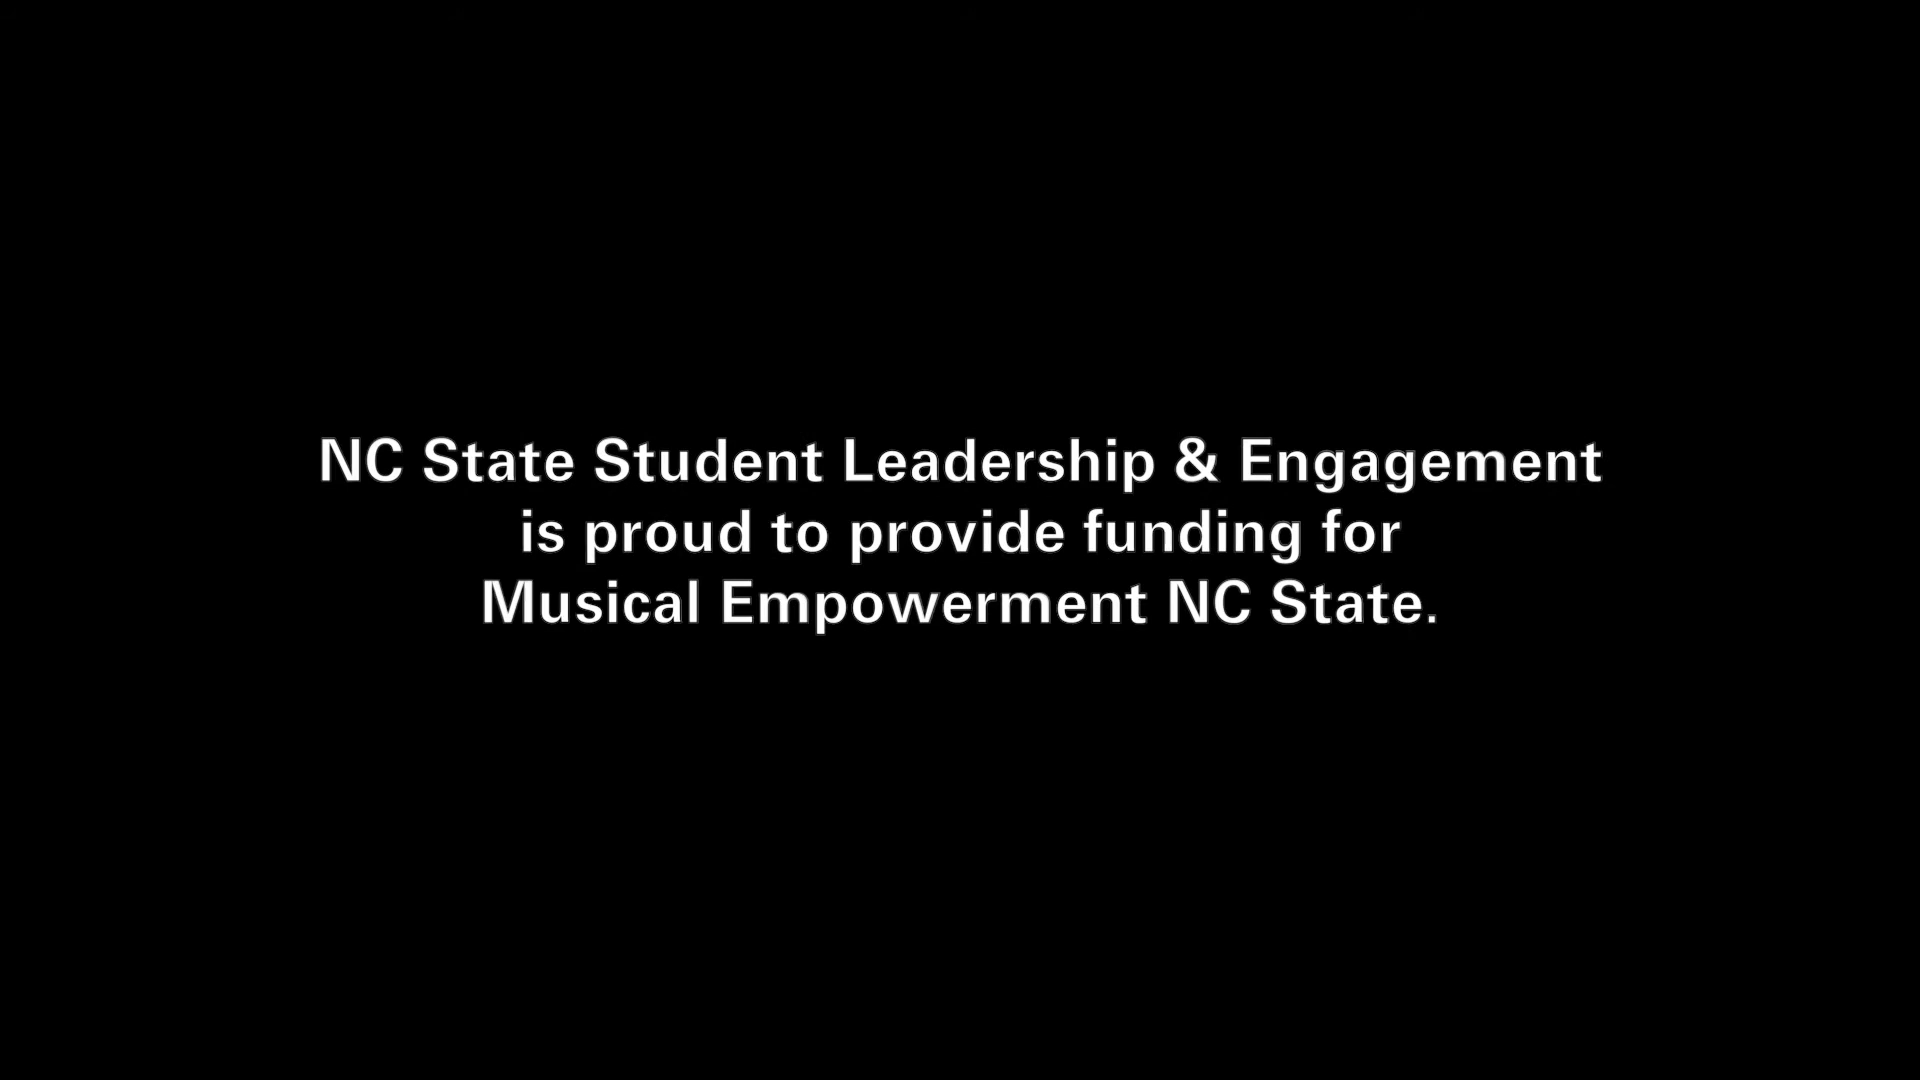 NC State Student Leadership & Engagement
is proud to provide funding for
Musical Empowerment NC State.